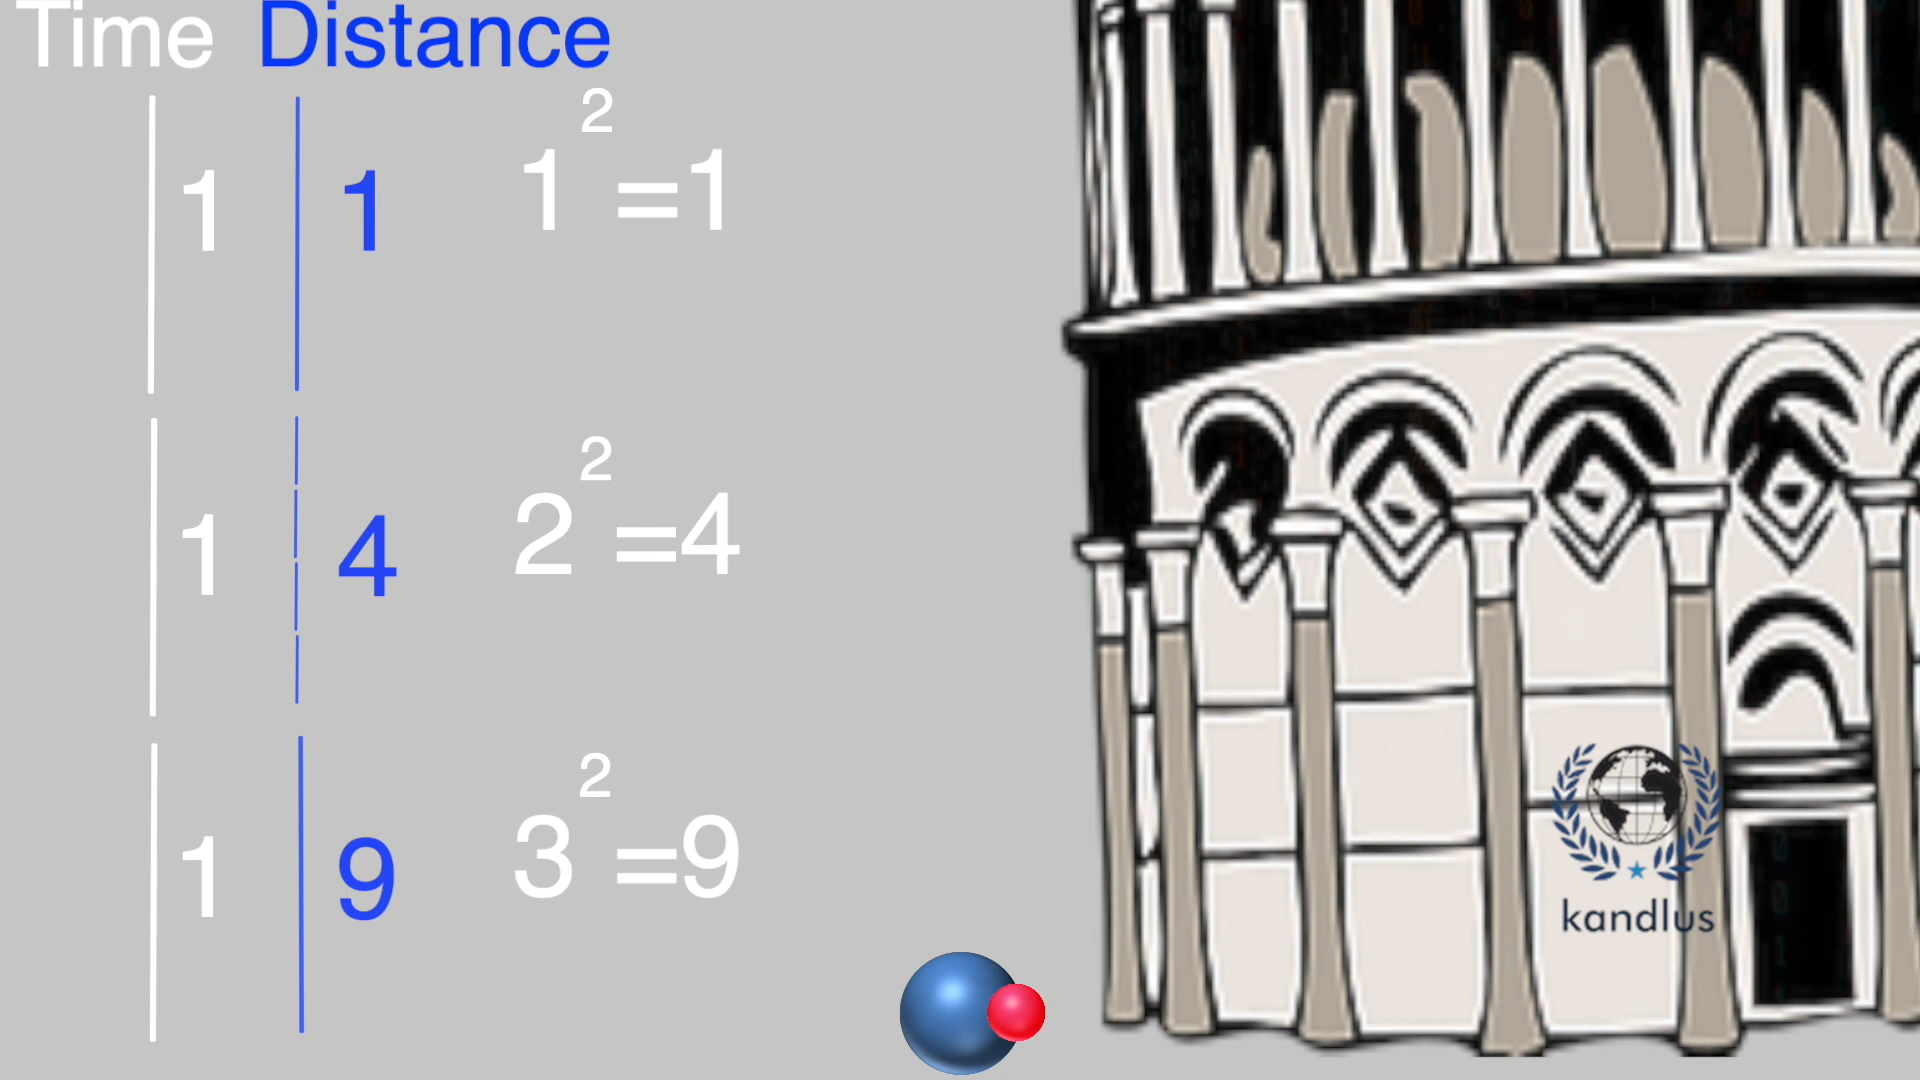 Time Distance
1 1 1²=1
1 4 2²=4
1 9 3²=9
kandlus